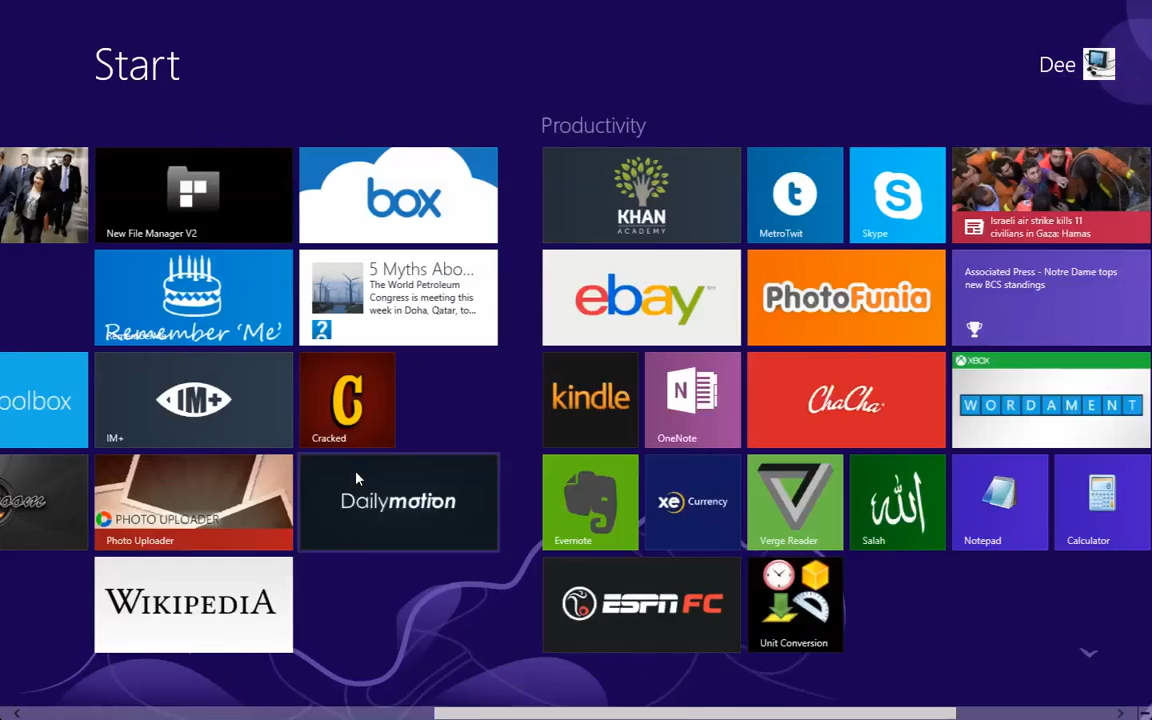 Start
Dee
Productivity
New File Manager V2
box
KHAN
ACADEMY
MetroTwit
Skype
Israeli air strike kills 11
civilians in Gaza: Hamas
Remember 'Me'
5 Myths Abo...
The World Petroleum
Congress is meeting this
week in Doha, Qatar, to...
ebay
PhotoFunia
Associated Press - Notre Dame tops
new BCS standings
oolbox
IM+
IM+
Cracked
kindle
OneNote
ChaCha
XBOX
WORDAMENT
PHOTO UPLOADER
Photo Uploader
Dailymotion
Evernote
xe Currency
Verge Reader
الله
Salah
Notepad
Calculator
WIKIPEDIA
ESPN FC
Unit Conversion